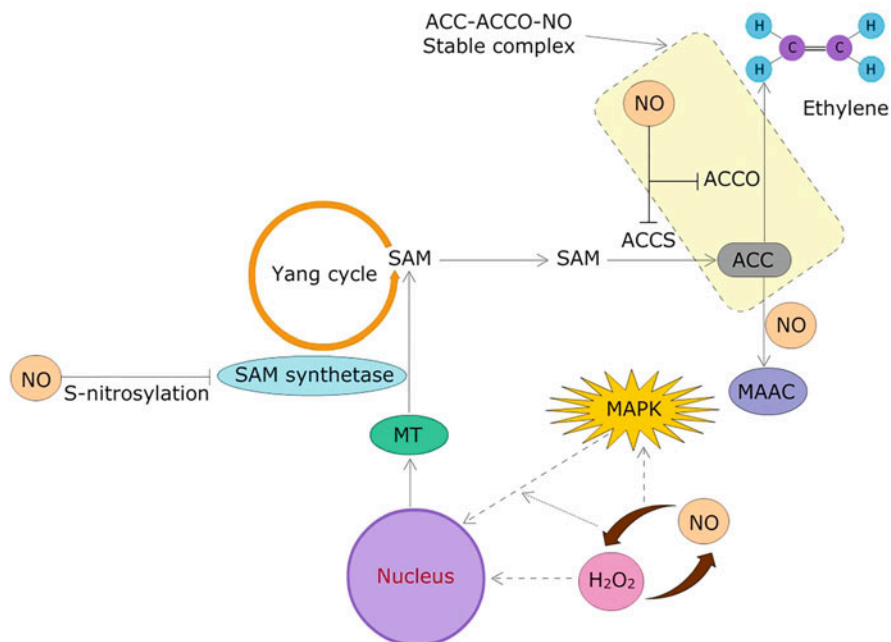 ACC-ACCO-NO
Stable complex
H
H
C
C
H
H
Ethylene
NO
ACCO
ACCS
Yang cycle
SAM
SAM
ACC
NO
NO
S-nitrosylation
SAM synthetase
MAPK
MAAC
MT
NO
Nucleus
H₂O₂